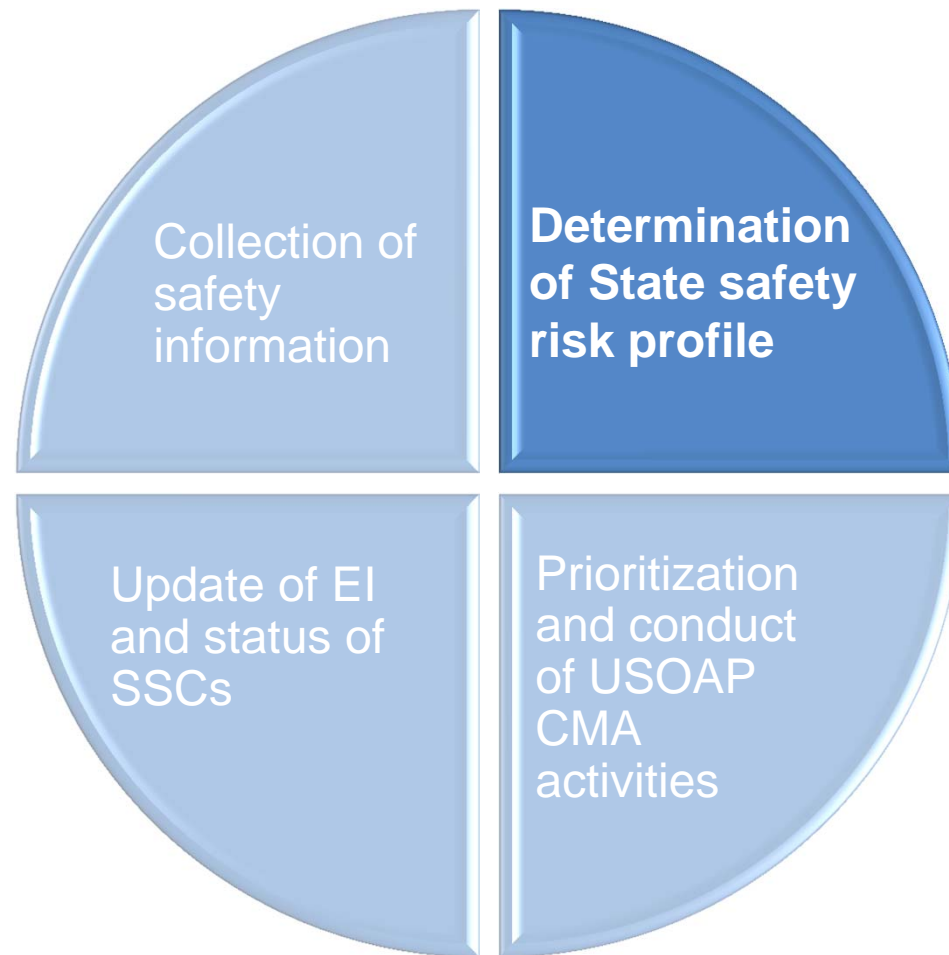 Collection of
safety
information
Determination
of State safety
risk profile
Update of EI
and status of
SSCs
Prioritization
and conduct
of USOAP
CMA
activities